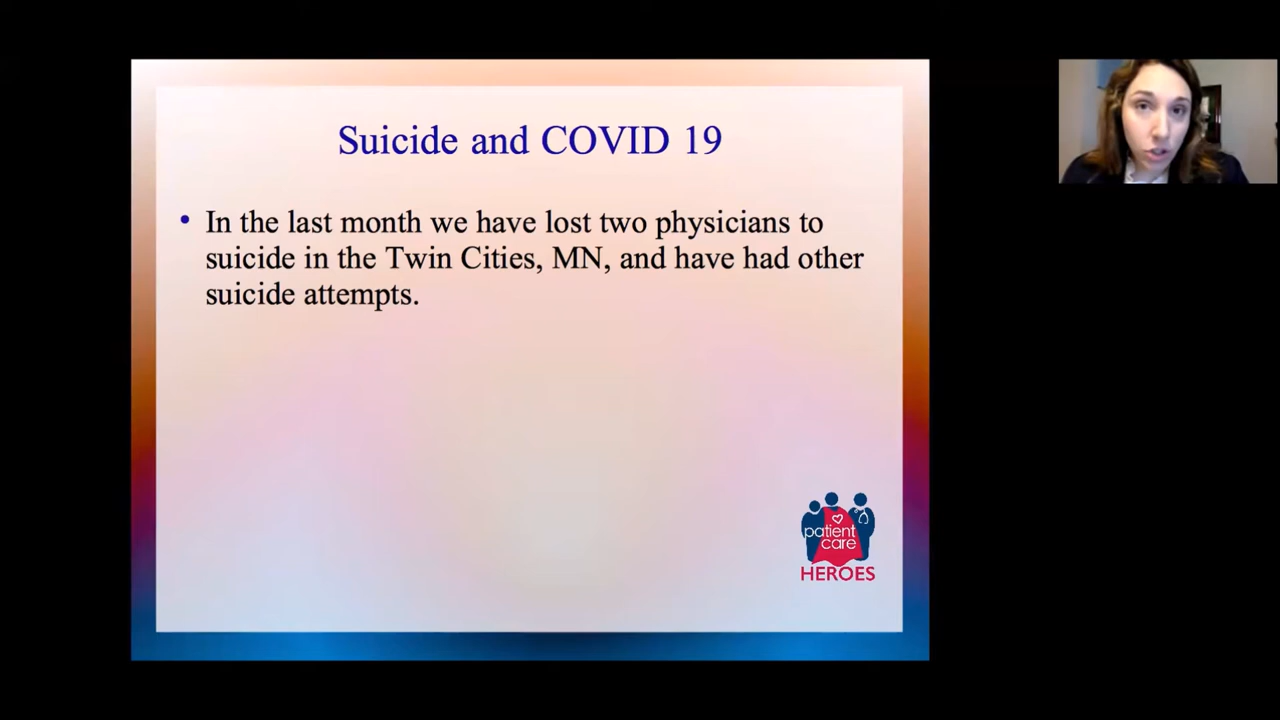 Suicide and COVID 19
• In the last month we have lost two physicians to
suicide in the Twin Cities, MN, and have had other
suicide attempts.
patient
care
HEROES